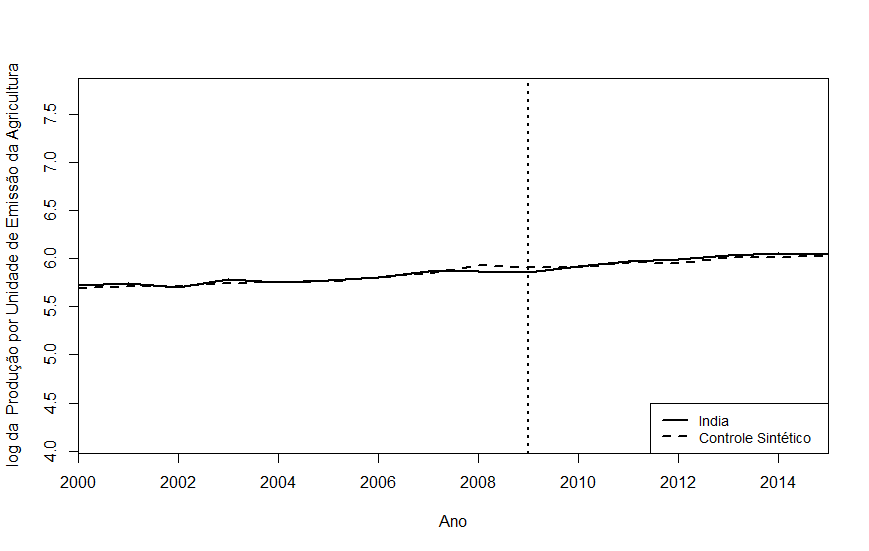 log da  Produção por Unidade de Emissão da Agricultura
7.5
7.0
6.5
6.0
5.5
5.0
4.5
4.0
India
Controle Sintético
2000 2002 2004 2006 2008 2010 2012 2014
Ano